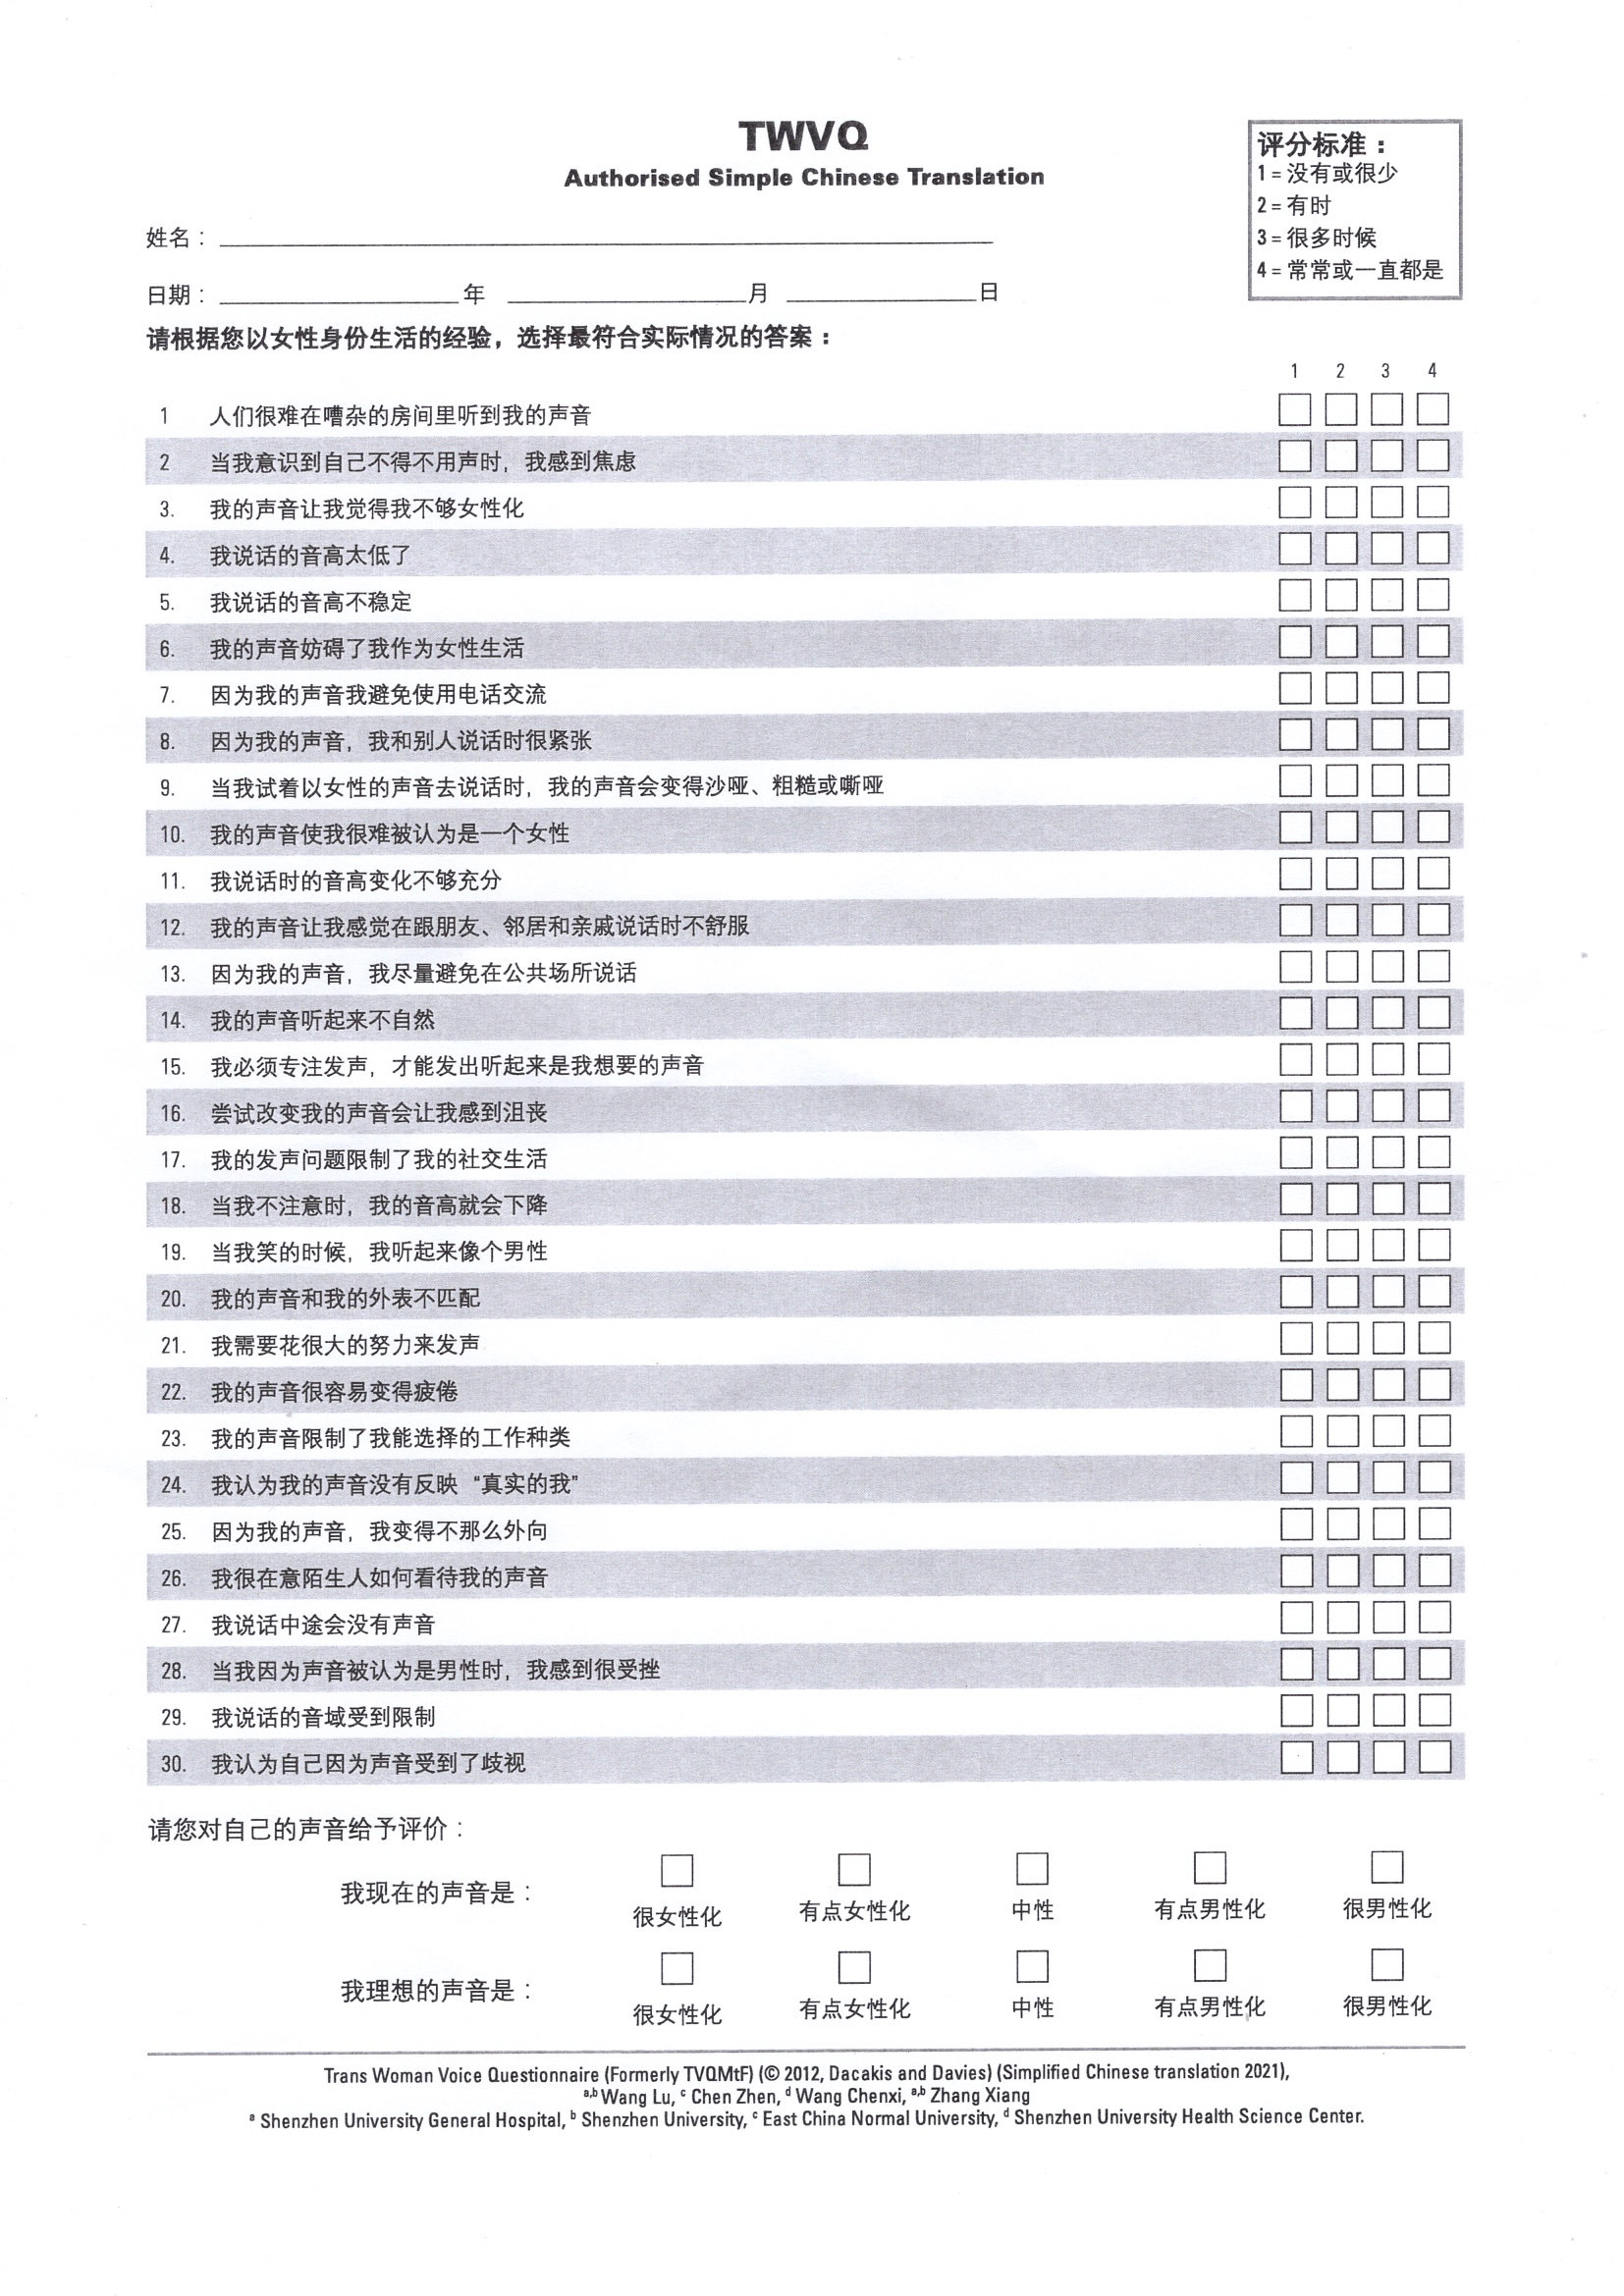 TWVQ
Authorised Simple Chinese Translation
评分标准：
1 = 没有或很少
2 = 有时
3 = 很多时候
4 = 常常或一直都是
姓名：
日期： 年 月 日
请根据您以女性身份生活的经验，选择最符合实际情况的答案：
1 2 3 4
1 人们很难在嘈杂的房间里听到我的声音
2 当我意识到自己不得不用声时，我感到焦虑
3. 我的声音让我觉得我不够女性化
4. 我说话的音高太低了
5. 我说话的音高不稳定
6. 我的声音妨碍了我作为女性生活
7. 因为我的声音我避免使用电话交流
8. 因为我的声音，我和别人说话时很紧张
9. 当我试着以女性的声音去说话时，我的声音会变得沙哑、粗糙或嘶哑
10. 我的声音使我很难被认为是一个女性
11. 我说话时的音高变化不够充分
12. 我的声音让我感觉在跟朋友、邻居和亲戚说话时不舒服
13. 因为我的声音，我尽量避免在公共场所说话
14. 我的声音听起来不自然
15. 我必须专注发声，才能发出听起来是我想要的声音
16. 尝试改变我的声音会让我感到沮丧
17. 我的发声问题限制了我的社交生活
18. 当我不注意时，我的音高就会下降
19. 当我笑的时候，我听起来像个男性
20. 我的声音和我的外表不匹配
21. 我需要花很大的努力来发声
22. 我的声音很容易变得疲倦
23. 我的声音限制了我能选择的工作种类
24. 我认为我的声音没有反映“真实的我”
25. 因为我的声音，我变得不那么外向
26. 我很在意陌生人如何看待我的声音
27. 我说话中途会没有声音
28. 当我因为声音被认为是男性时，我感到很受挫
29. 我说话的音域受到限制
30. 我认为自己因为声音受到了歧视
请您对自己的声音给予评价：
我现在的声音是： 很女性化 有点女性化 中性 有点男性化 很男性化
我理想的声音是： 很女性化 有点女性化 中性 有点男性化 很男性化
Trans Woman Voice Questionnaire (Formerly TVQMtF) (© 2012, Dacakis and Davies) (Simplified Chinese translation 2021),
a,b Wang Lu, c Chen Zhen, d Wang Chenxi, a,b Zhang Xiang
a Shenzhen University General Hospital, b Shenzhen University, c East China Normal University, d Shenzhen University Health Science Center.